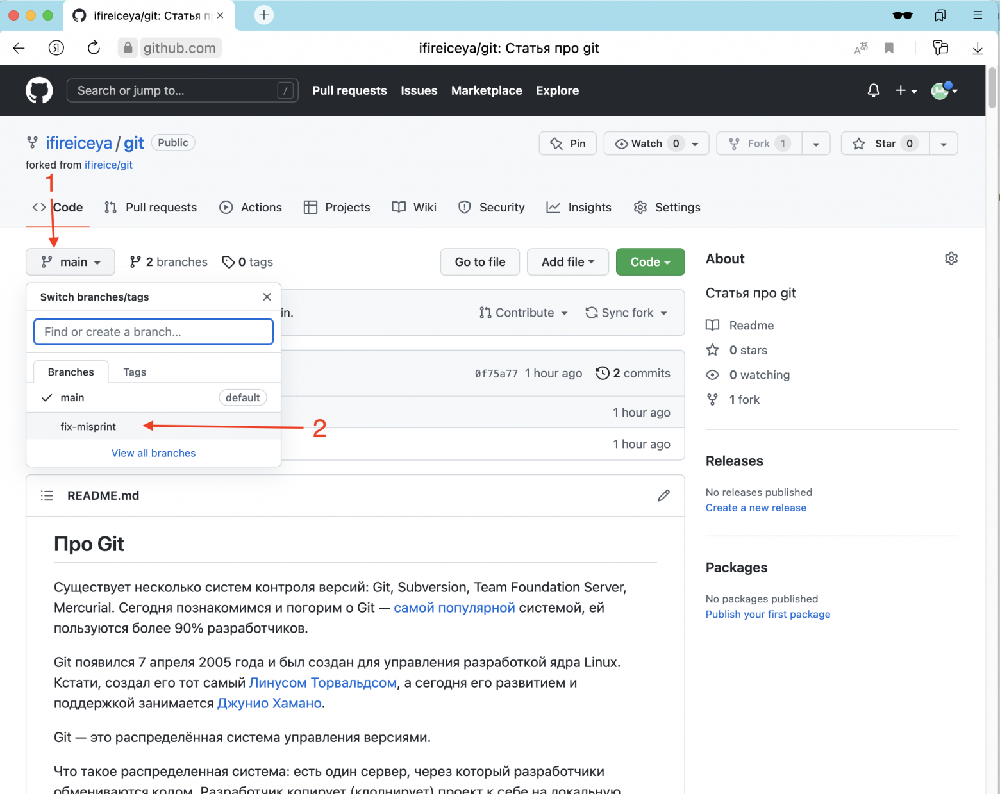 ifireiceya/git: Статья п
github.com
ifireiceya/git: Статья про git
Search or jump to... /
Pull requests Issues Marketplace Explore
ifireiceya / git Public
Pin Watch 0 Fork 1 Star 0
forked from ifireice/git
1
Code Pull requests Actions Projects Wiki Security Insights Settings
main 2 branches 0 tags Go to file Add file Code
Switch branches/tags
in. Contribute Sync fork
Find or create a branch...
Branches Tags
0f75a77 1 hour ago 2 commits
main default
1 hour ago
fix-misprint 2
1 hour ago
View all branches
README.md
Про Git
Существует несколько систем контроля версий: Git, Subversion, Team Foundation Server,
Mercurial. Сегодня познакомимся и погорим о Git — самой популярной системой, ей
пользуются более 90% разработчиков.
Git появился 7 апреля 2005 года и был создан для управления разработкой ядра Linux.
Кстати, создал его тот самый Линусом Торвальдсом, а сегодня его развитием и
поддержкой занимается Джунио Хамано.
Git — это распределённая система управления версиями.
Что такое распределенная система: есть один сервер, через который разработчики
обмениваются кодом. Разработчик копирует (клонирует) проект к себе на локальную
About
Статья про git
Readme
0 stars
0 watching
1 fork
Releases
No releases published
Create a new release
Packages
No packages published
Publish your first package